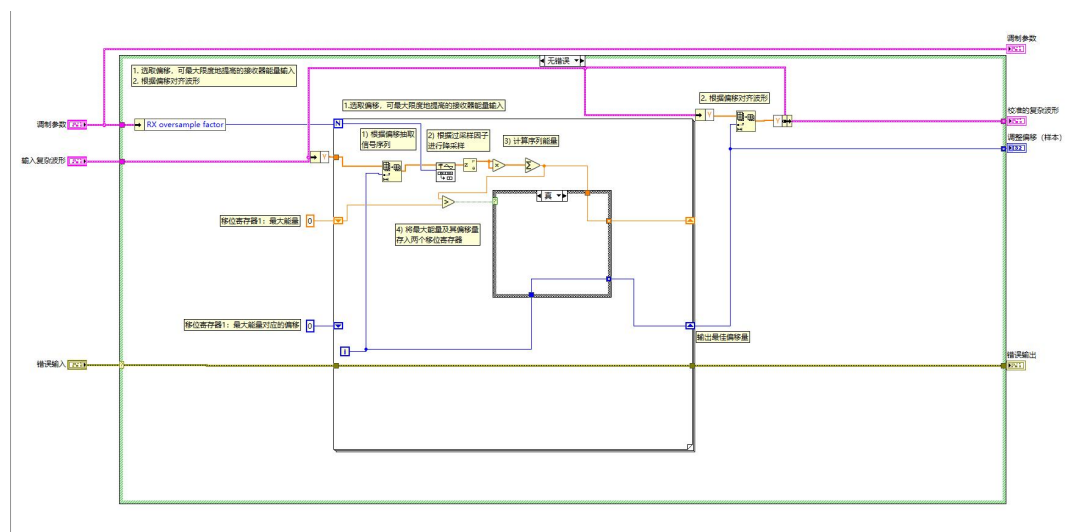 调制参数
无错误
1. 选取偏移，可最大限度地提高的接收器能量输入
2. 根据偏移对齐波形
2. 根据偏移对齐波形
1.选取偏移，可最大限度地提高的接收器能量输入
校准的复杂波形
调制参数
RX oversample factor
N
1) 根据偏移抽取
信号序列
2) 根据过采样因子
进行降采样
3) 计算序列能量
调整偏移（样本）
输入复杂波形
真
移位寄存器1：最大能量
0
4) 将最大能量及其偏移量
存入两个移位寄存器
移位寄存器1：最大能量对应的偏移
0
输出最佳偏移量
i
错误输入
错误输出